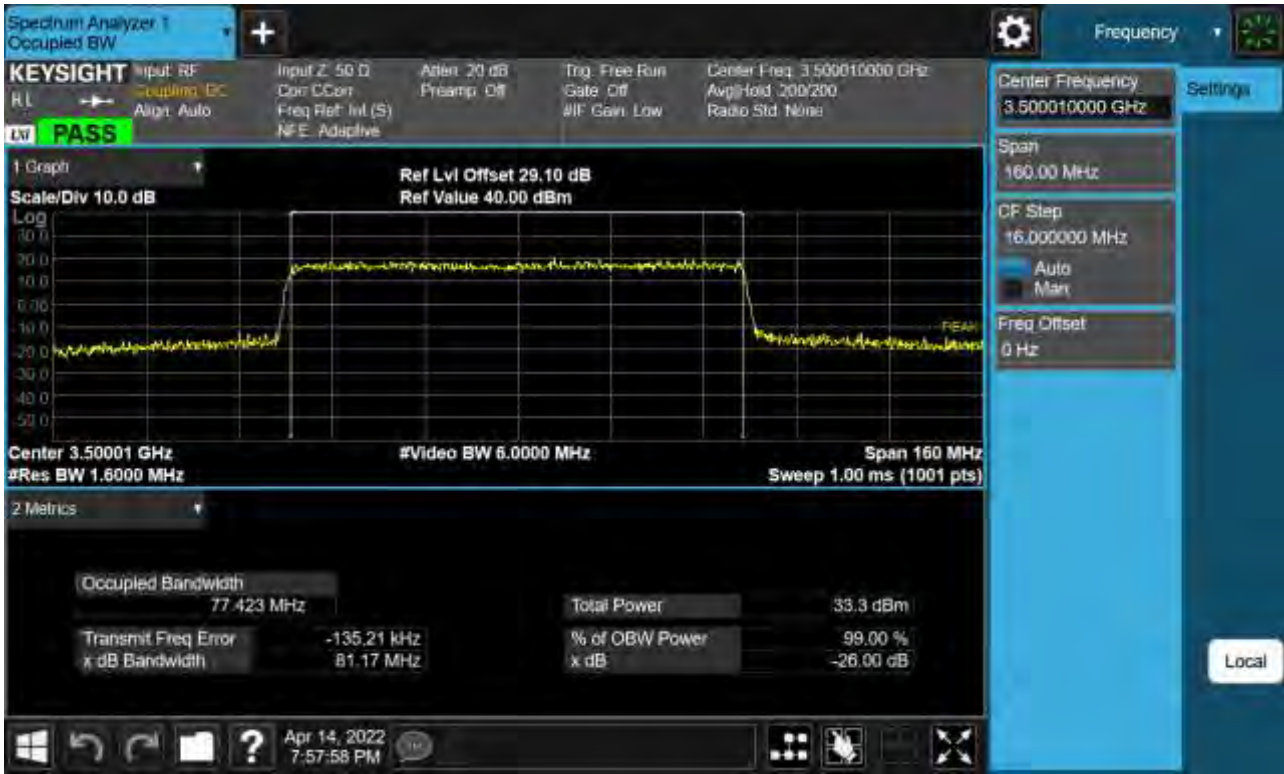 Spectrum Analyzer 1
Occupied BW
Frequency
KEYSIGHT
RL
LXI
PASS
Input: RF
Coupling: DC
Align: Auto
Input Z: 50 Ω
Corr CCorr
Freq Ref: Int (S)
NFE: Adaptive
Atten: 20 dB
Preamp: Off
Trig: Free Run
Gate: Off
#IF Gain: Low
Center Freq: 3.500010000 GHz
Avg|Hold: 200/200
Radio Std: None
Center Frequency
3.500010000 GHz
Settings
Span
160.00 MHz
CF Step
16.000000 MHz
Auto
Man
Freq Offset
0 Hz
1 Graph
Scale/Div 10.0 dB
Ref Lvl Offset 29.10 dB
Ref Value 40.00 dBm
Log
30.0
20.0
10.0
0.00
-10.0
-20.0
-30.0
-40.0
-50.0
PEAK
Center 3.50001 GHz
#Video BW 6.0000 MHz
Span 160 MHz
#Res BW 1.6000 MHz
Sweep 1.00 ms (1001 pts)
2 Metrics
Occupied Bandwidth
77.423 MHz
Total Power 33.3 dBm
Transmit Freq Error -135.21 kHz
% of OBW Power 99.00 %
x dB Bandwidth 81.17 MHz
x dB -26.00 dB
Local
?
Apr 14, 2022
7:57:58 PM